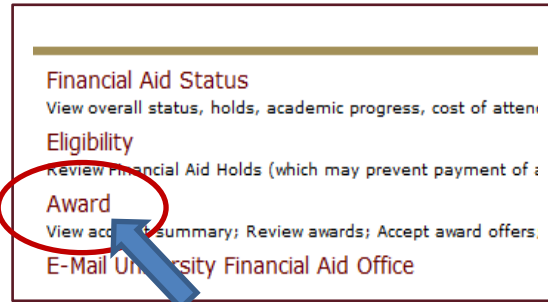 Financial Aid Status
View overall status, holds, academic progress, cost of atten
Eligibility
Review Financial Aid Holds (which may prevent payment of a
Award
View summary; Review awards; Accept award offers,
E-Mail Financial Aid Office